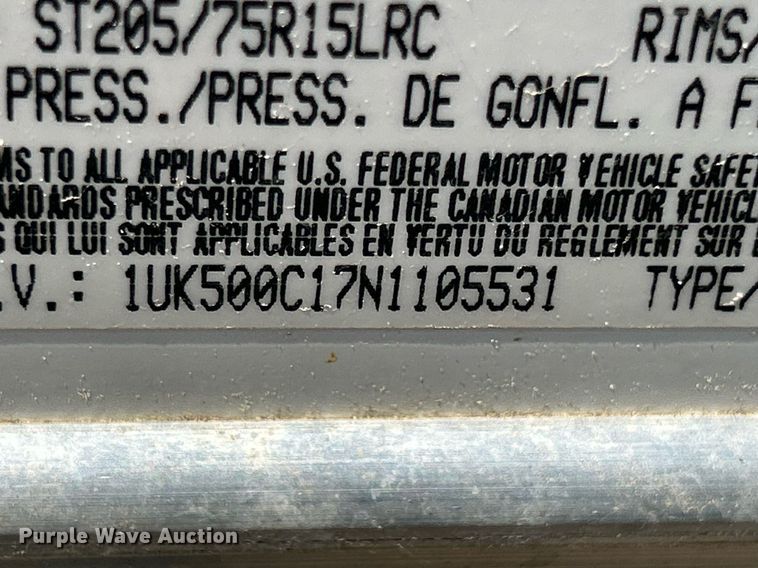 ST205/75R15LRC RIMS/
PRESS./PRESS. DE GONFL. A F
MS TO ALL APPLICABLE U.S. FEDERAL MOTOR VEHICLE SAFET
ANDARDS PRESCRIBED UNDER THE CANADIAN MOTOR VEHICL
S QUI LUI SONT APPLICABLES EN VERTU DU REGLEMENT SUR
.V.: 1UK500C17N1105531 TYPE/
Purple Wave Auction